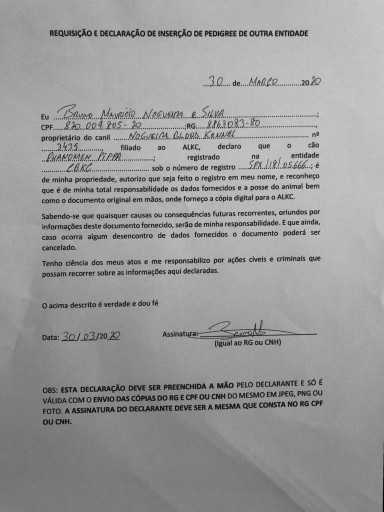 REQUISIÇÃO E DECLARAÇÃO DE INSERÇÃO DE PEDIGREE DE OUTRA ENTIDADE
30 de MARÇO 2020
Eu BRUNO MAURICIO NOGUEIRA E SILVA ;
CPF 820.009.805-20 ;RG 8863083-80 ,
proprietário do canil NOGUEIRA BLOOD KENNEL nº
3435 , filiado ao ALKC, declaro que o cão
PHANOMEN PIPPA ; registrado na entidade
CBKC sob o número de registro SPX/18/05666 , é
de minha propriedade, autorizo que seja feito o registro em meu nome, e reconheço
que é de minha total responsabilidade os dados fornecidos e a posse do animal bem
como o documento original em mãos, onde forneço a cópia digital para o ALKC.
Sabendo-se que quaisquer causas ou consequências futuras recorrentes, oriundos por
informações deste documento fornecido, serão de minha responsabilidade. E que ainda,
caso ocorra algum desencontro de dados fornecidos o documento poderá ser
cancelado.
Tenho ciência dos meus atos e me responsabilizo por ações cíveis e criminais que
possam recorrer sobre as informações aqui declaradas.
O acima descrito é verdade e dou fé
Data: 30/03/2020 Assinatura:
(Igual ao RG ou CNH)
OBS: ESTA DECLARAÇÃO DEVE SER PREENCHIDA A MÃO PELO DECLARANTE E SÓ É
VÁLIDA COM O ENVIO DAS CÓPIAS DO RG E CPF OU CNH DO MESMO EM JPEG, PNG OU
FOTO. A ASSINATURA DO DECLARANTE DEVE SER A MESMA QUE CONSTA NO RG CPF
OU CNH.